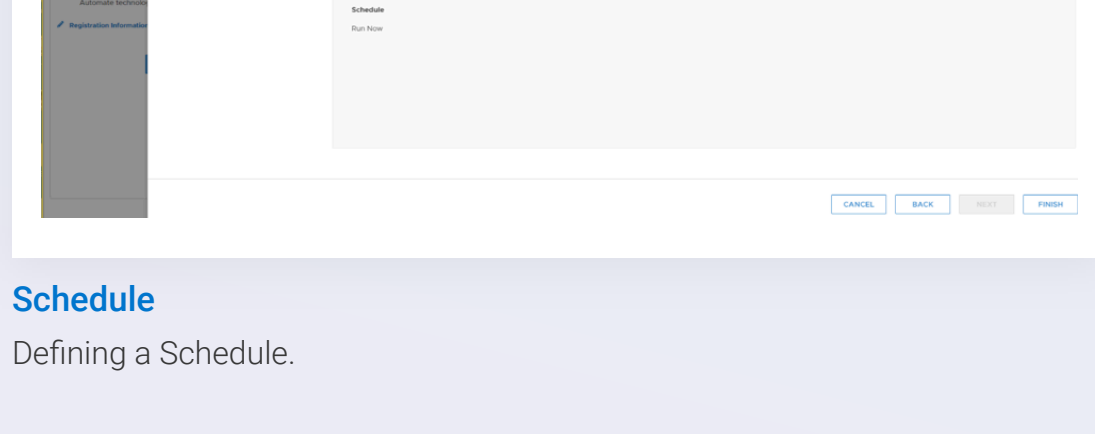 Automate technolo
Schedule
Registration Information
Run Now
CANCEL
BACK
NEXT
FINISH
Schedule
Defining a Schedule.